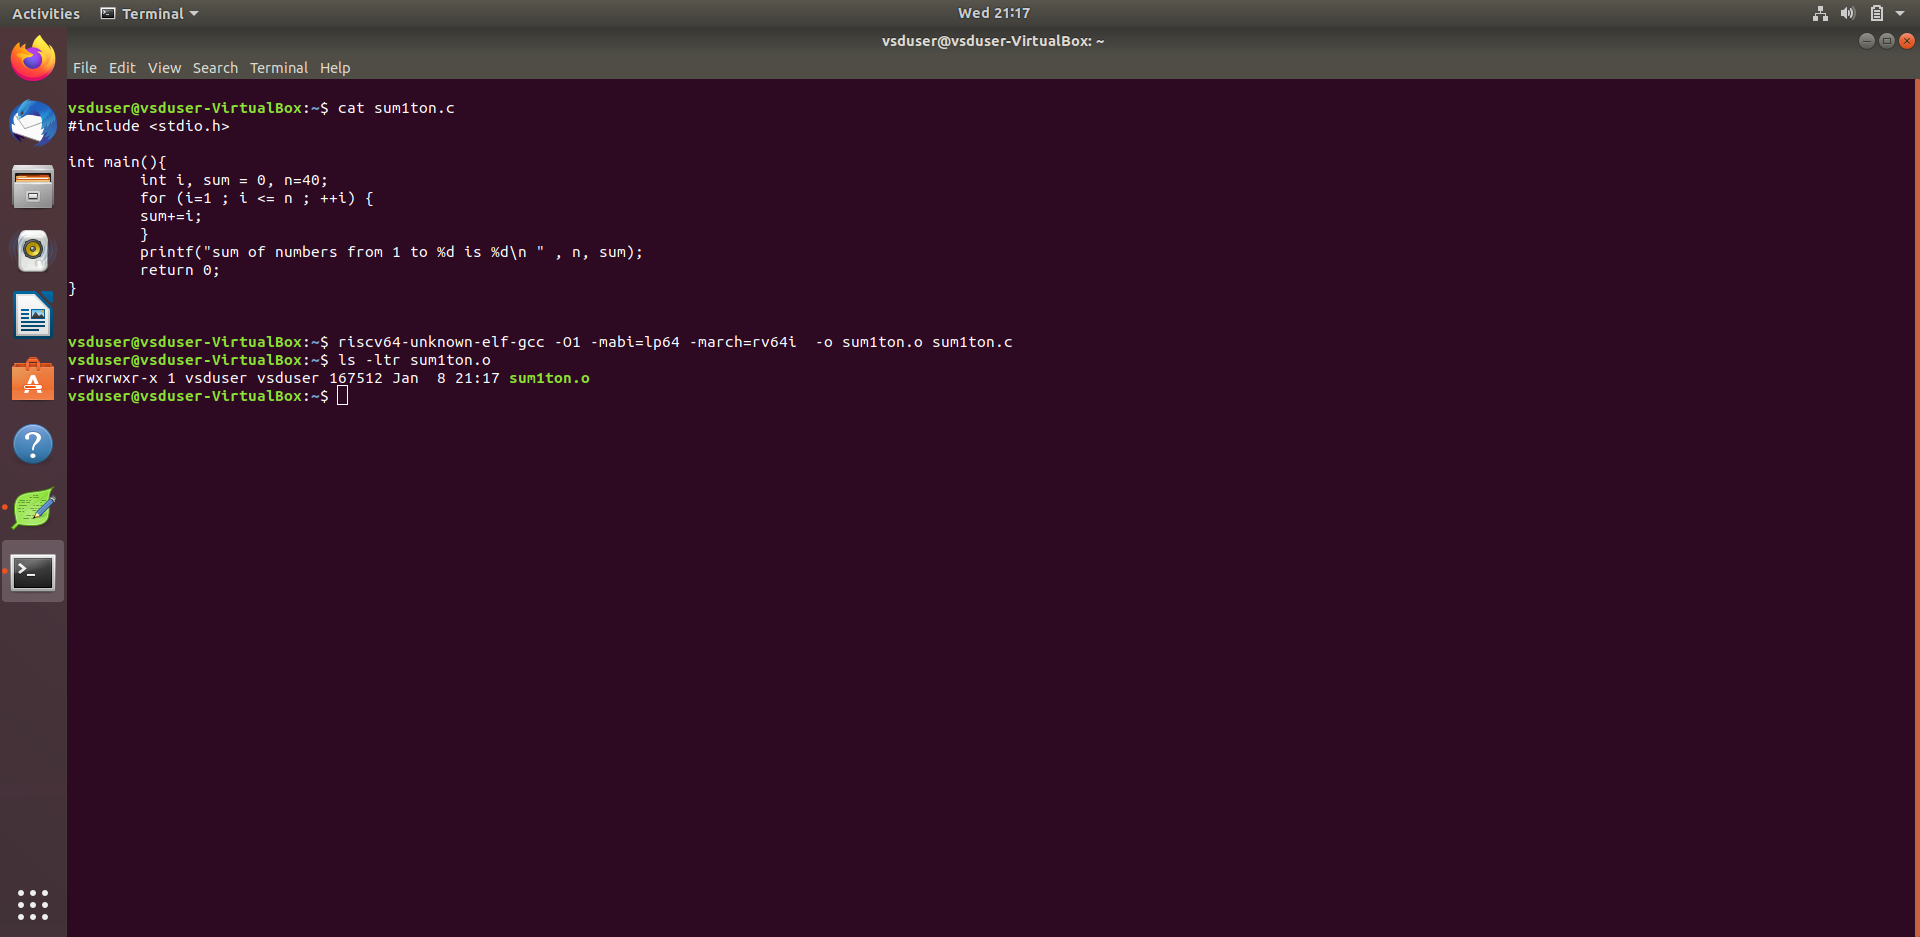 Activities Terminal Wed 21:17
vsduser@vsduser-VirtualBox: ~
File Edit View Search Terminal Help
vsduser@vsduser-VirtualBox:~$ cat sum1ton.c
#include <stdio.h>
int main(){
        int i, sum = 0, n=40;
        for (i=1 ; i <= n ; ++i) {
        sum+=i;
        }
        printf("sum of numbers from 1 to %d is %d\n " , n, sum);
        return 0;
}
vsduser@vsduser-VirtualBox:~$ riscv64-unknown-elf-gcc -O1 -mabi=lp64 -march=rv64i  -o sum1ton.o sum1ton.c
vsduser@vsduser-VirtualBox:~$ ls -ltr sum1ton.o
-rwxrwxr-x 1 vsduser vsduser 167512 Jan  8 21:17 sum1ton.o
vsduser@vsduser-VirtualBox:~$